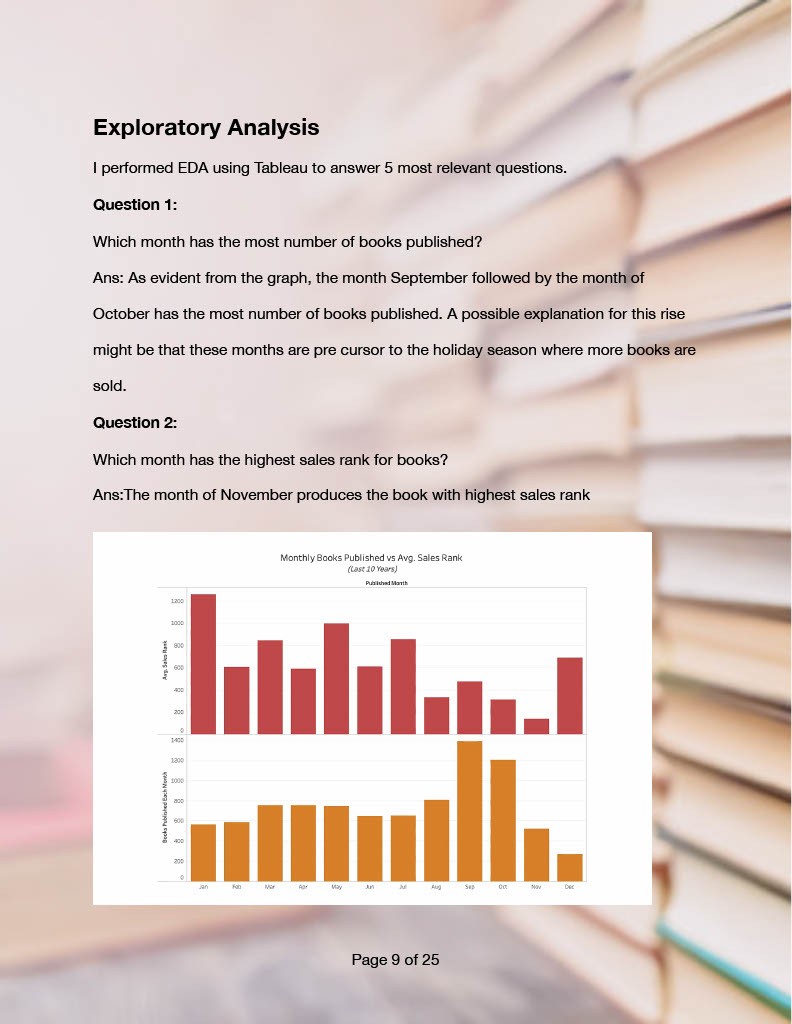 Exploratory Analysis
I performed EDA using Tableau to answer 5 most relevant questions.
Question 1:
Which month has the most number of books published?
Ans: As evident from the graph, the month September followed by the month of
October has the most number of books published. A possible explanation for this rise
might be that these months are pre cursor to the holiday season where more books are
sold.
Question 2:
Which month has the highest sales rank for books?
Ans:The month of November produces the book with highest sales rank
Monthly Books Published vs Avg. Sales Rank
(Last 10 Years)
Published Month
Avg. Sales Rank
1200
1000
800
600
400
200
0
Books Published Each Month
1400
1200
1000
800
600
400
200
0
Jan Feb Mar Apr May Jun Jul Aug Sep Oct Nov Dec
Page 9 of 25